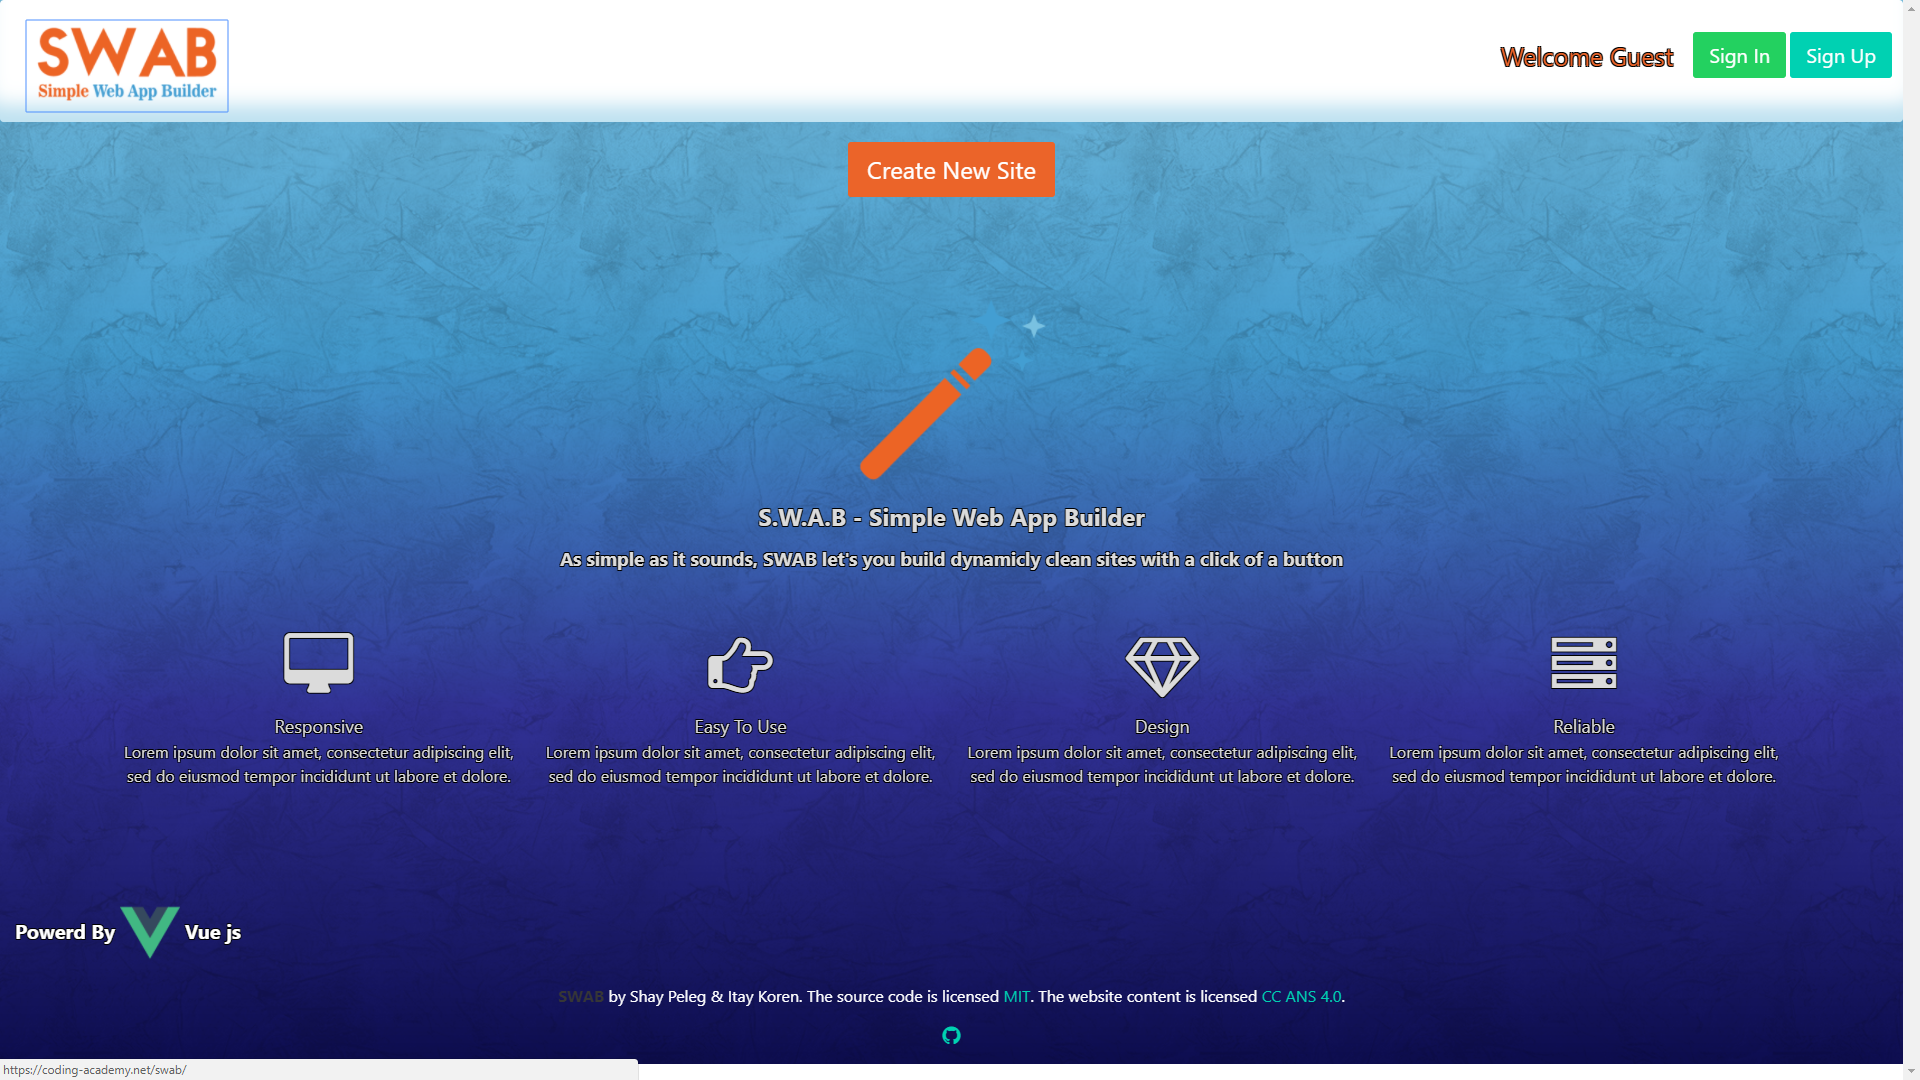 SWAB
Simple Web App Builder
Welcome Guest
Sign In
Sign Up
Create New Site
S.W.A.B - Simple Web App Builder
As simple as it sounds, SWAB let's you build dynamicly clean sites with a click of a button
Responsive
Lorem ipsum dolor sit amet, consectetur adipiscing elit,
sed do eiusmod tempor incididunt ut labore et dolore.
Easy To Use
Lorem ipsum dolor sit amet, consectetur adipiscing elit,
sed do eiusmod tempor incididunt ut labore et dolore.
Design
Lorem ipsum dolor sit amet, consectetur adipiscing elit,
sed do eiusmod tempor incididunt ut labore et dolore.
Reliable
Lorem ipsum dolor sit amet, consectetur adipiscing elit,
sed do eiusmod tempor incididunt ut labore et dolore.
Powerd By Vue js
SWAB by Shay Peleg & Itay Koren. The source code is licensed MIT. The website content is licensed CC ANS 4.0.
https://coding-academy.net/swab/